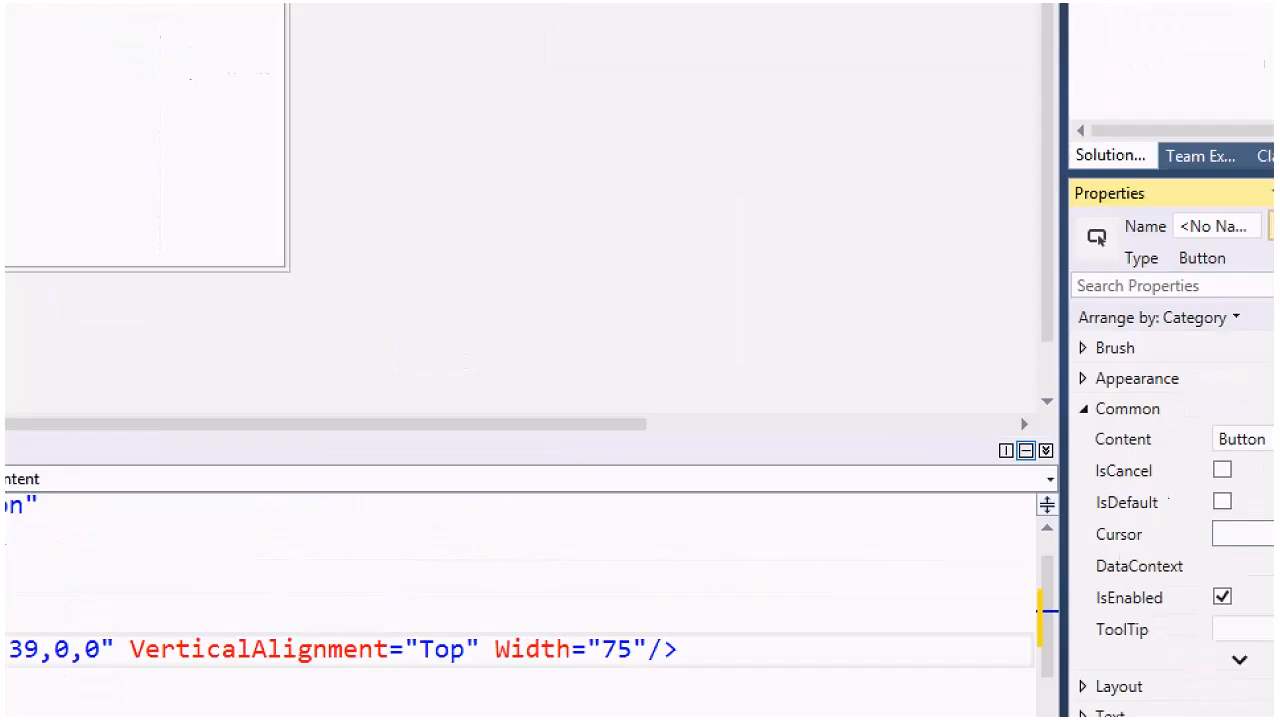 Solution... Team Ex... Cl
Properties
Name <No Na...
Type Button
Search Properties
Arrange by: Category
Brush
Appearance
Common
Content Button
IsCancel
IsDefault
Cursor
DataContext
IsEnabled
ToolTip
Layout
Text
ntent
on"
39,0,0" VerticalAlignment="Top" Width="75"/>